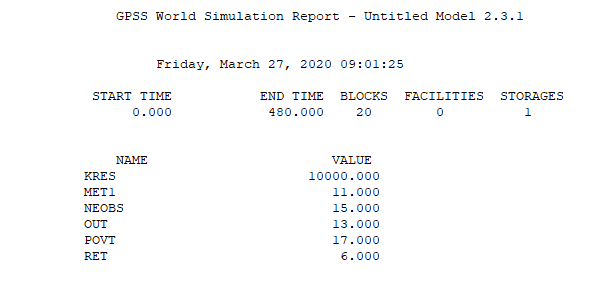 GPSS World Simulation Report - Untitled Model 2.3.1
Friday, March 27, 2020 09:01:25
START TIME END TIME BLOCKS FACILITIES STORAGES
0.000 480.000 20 0 1
NAME VALUE
KRES 10000.000
MET1 11.000
NEOBS 15.000
OUT 13.000
POVT 17.000
RET 6.000